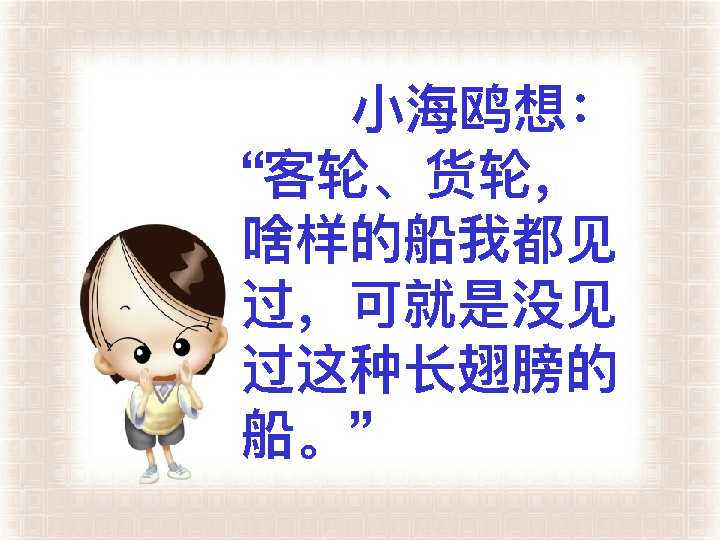 小海鸥想：
“客轮、货轮，
啥样的船我都见
过，可就是没见
过这种长翅膀的
船。”